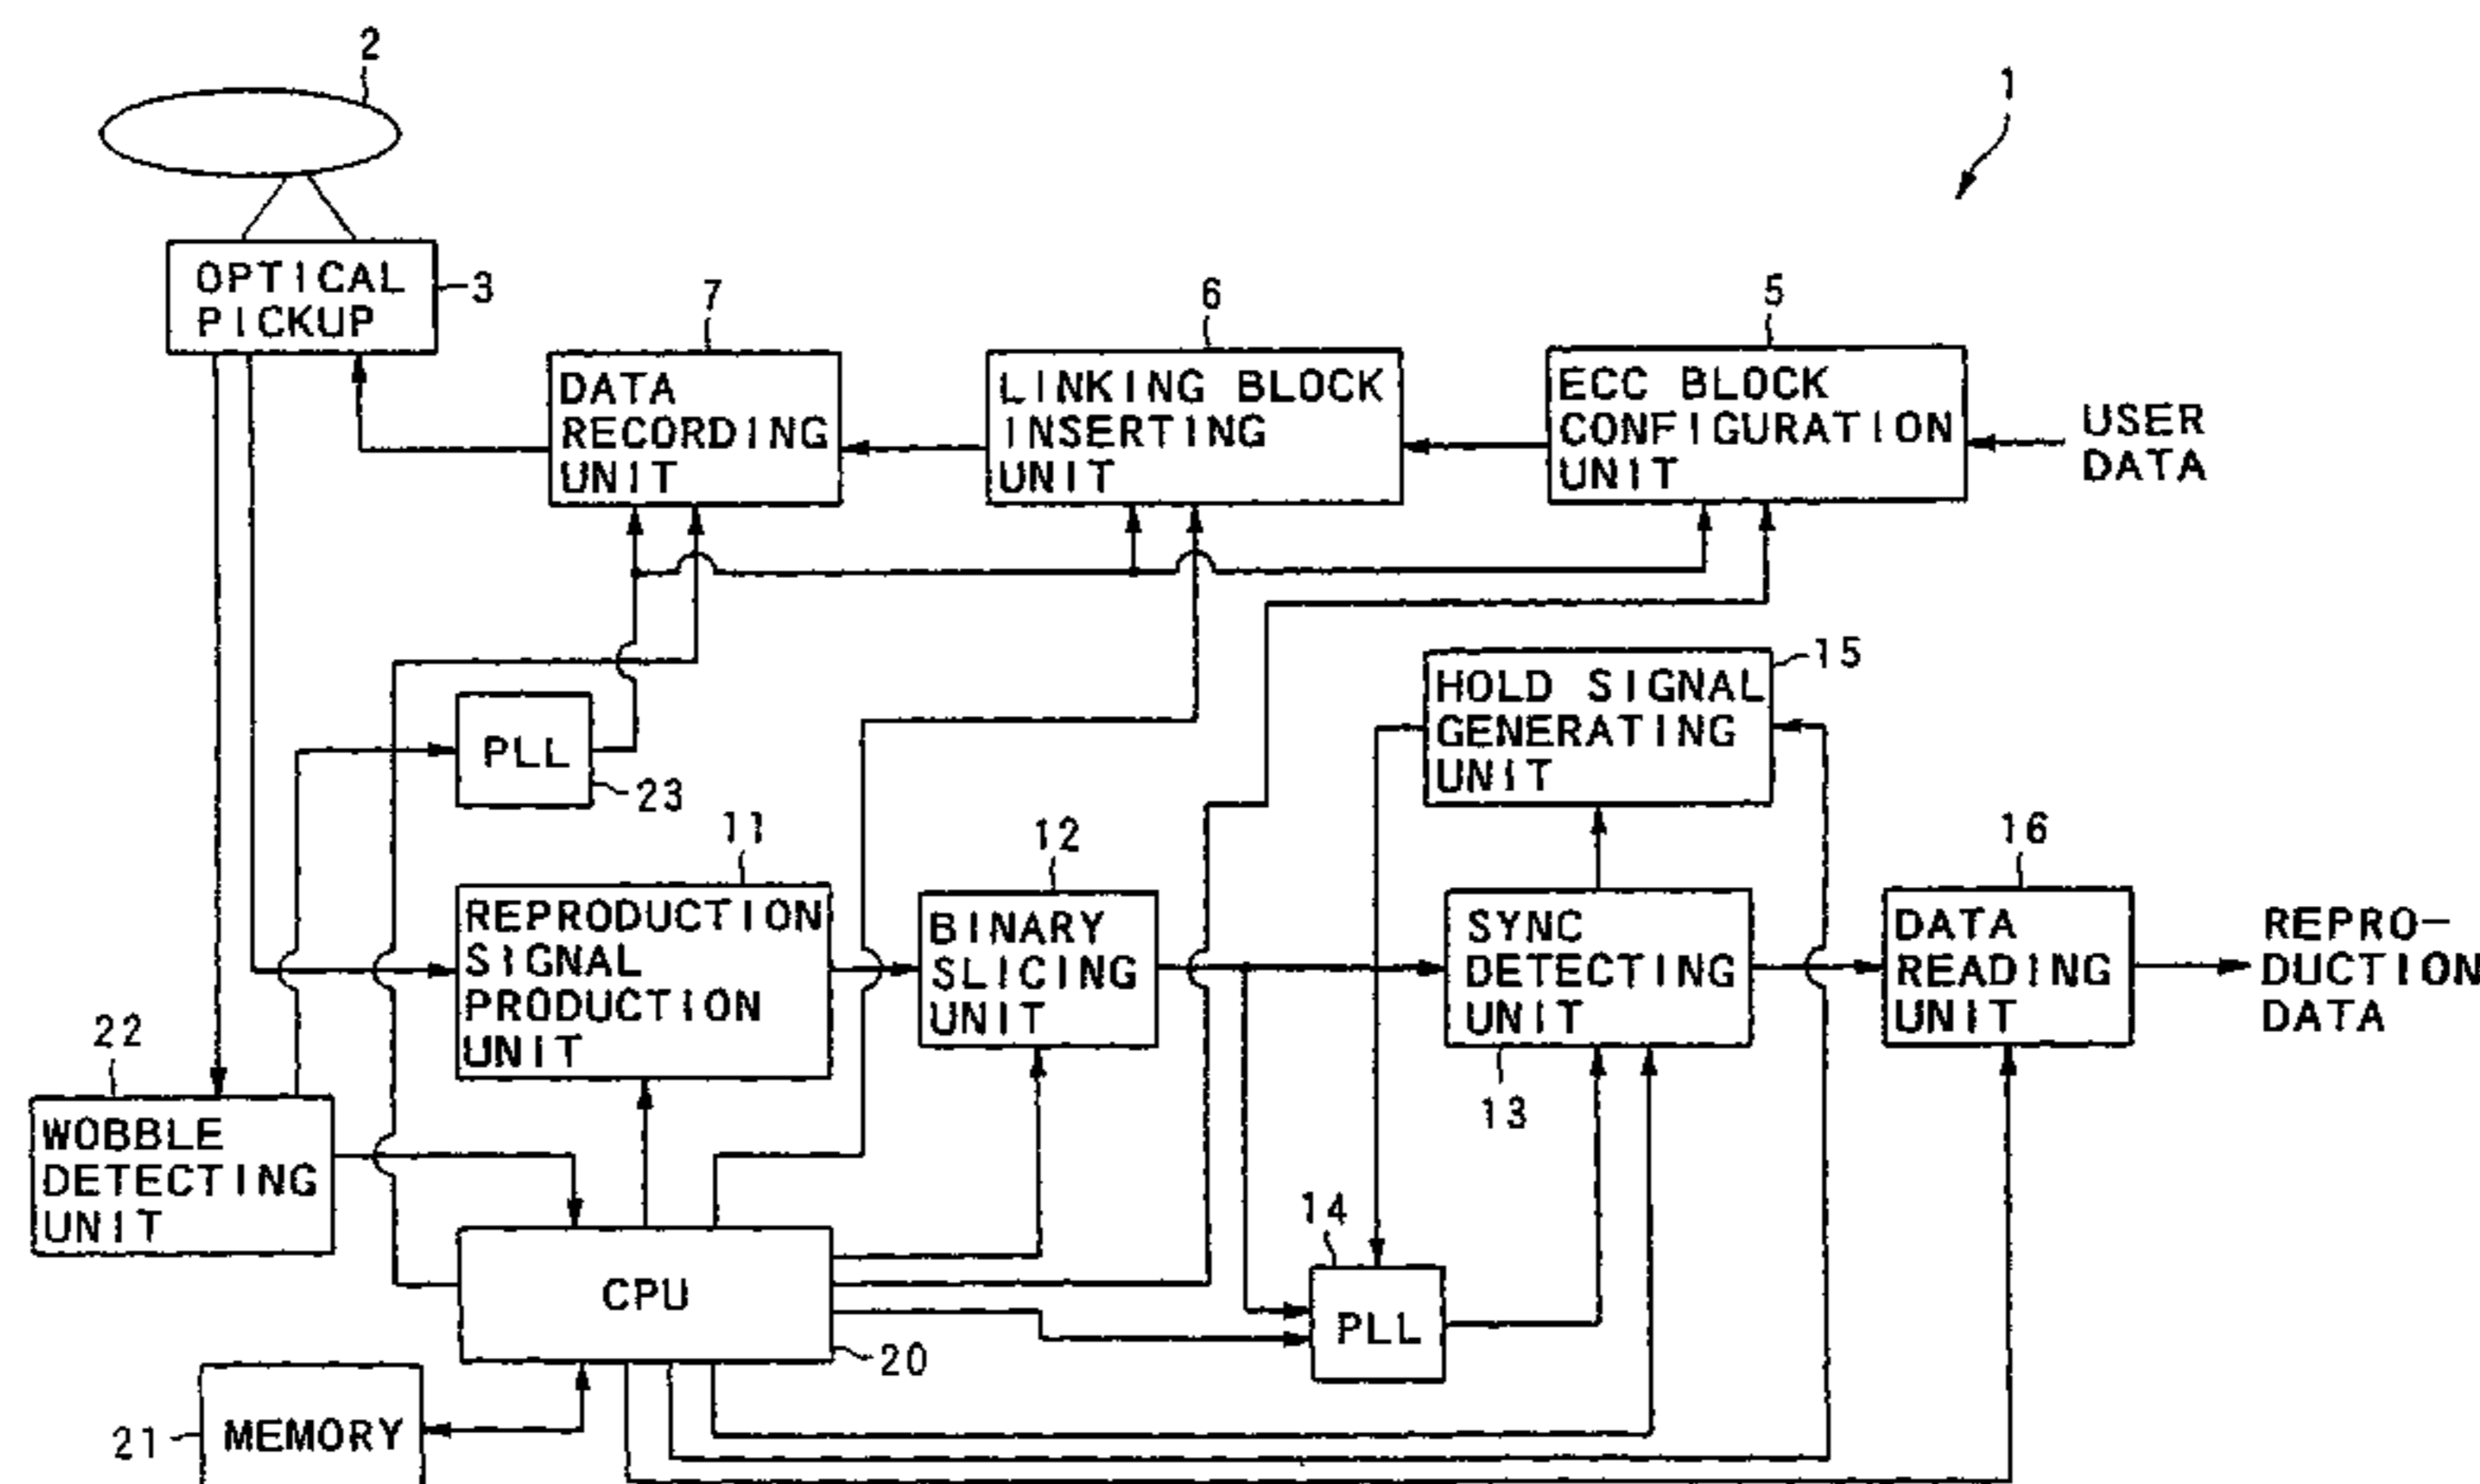 2
1
OPTICAL
PICKUP
3
7
6
5
DATA
RECORDING
UNIT
LINKING BLOCK
INSERTING
UNIT
ECC BLOCK
CONFIGURATION
UNIT
USER
DATA
15
HOLD SIGNAL
GENERATING
UNIT
PLL
23
11
12
16
REPRODUCTION
SIGNAL
PRODUCTION
UNIT
BINARY
SLICING
UNIT
SYNC
DETECTING
UNIT
13
DATA
READING
UNIT
REPRO-
DUCTION
DATA
22
WOBBLE
DETECTING
UNIT
14
CPU
20
PLL
21
MEMORY